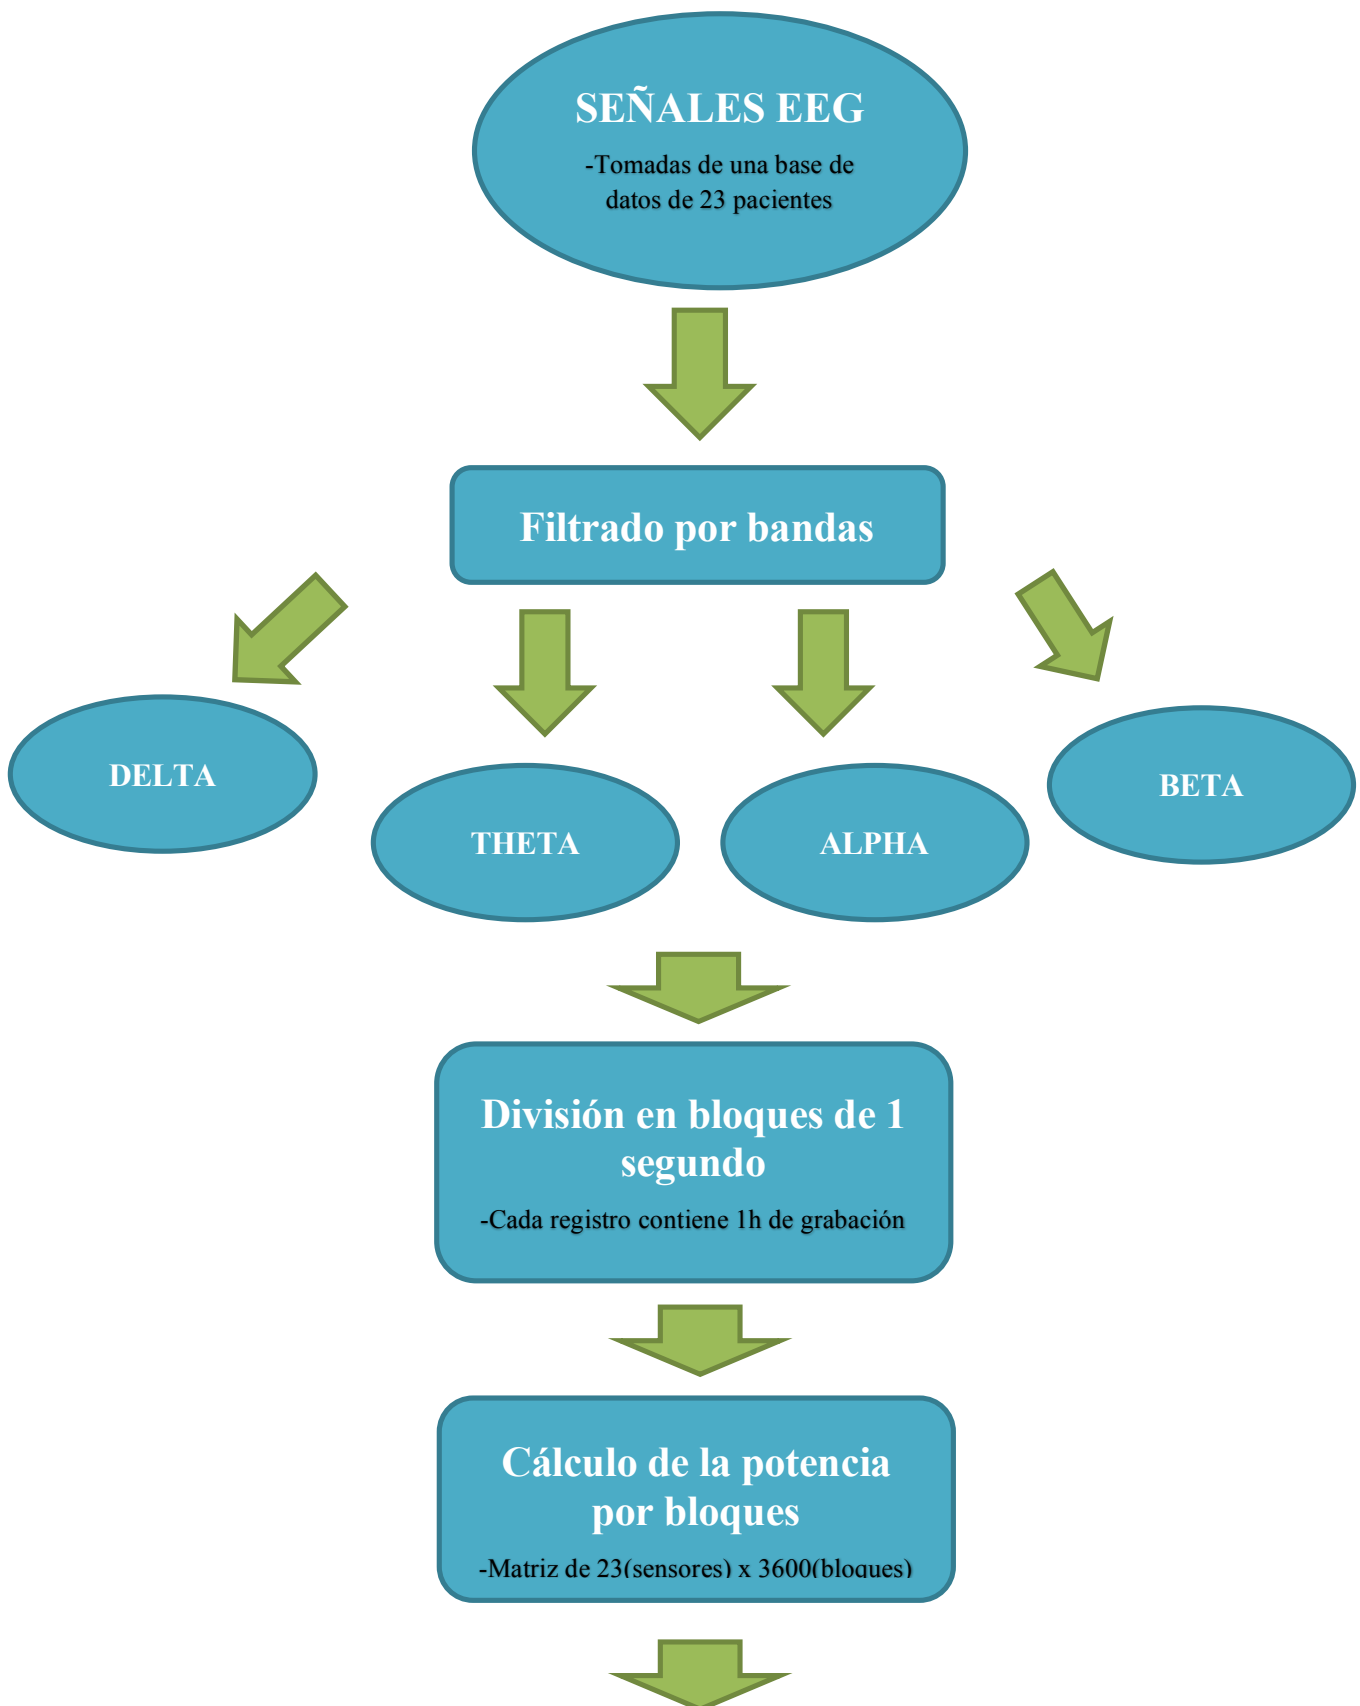 SEÑALES EEG
-Tomadas de una base de
datos de 23 pacientes
Filtrado por bandas
DELTA
THETA
ALPHA
BETA
División en bloques de 1
segundo
-Cada registro contiene 1h de grabación
Cálculo de la potencia
por bloques
-Matriz de 23(sensores) x 3600(bloques)